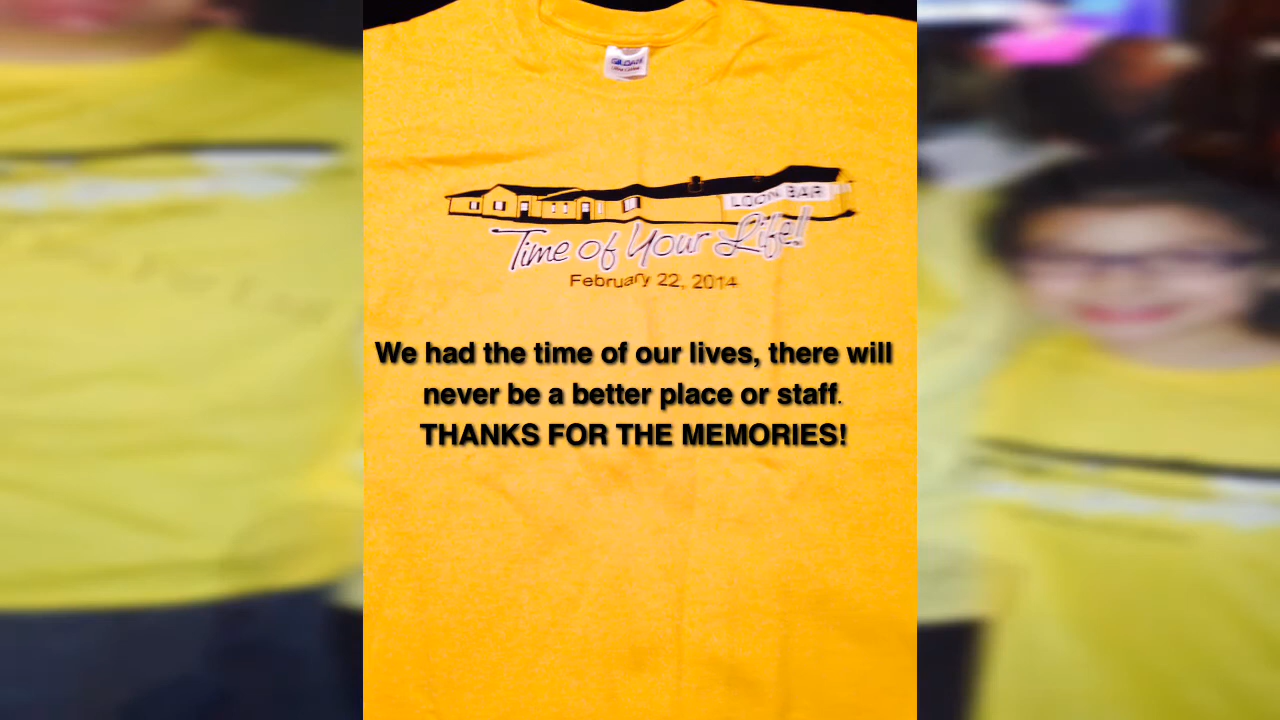 GILDAN
LOON BAR
Time of Your Life!
February 22, 2014
We had the time of our lives, there will
never be a better place or staff.
THANKS FOR THE MEMORIES!